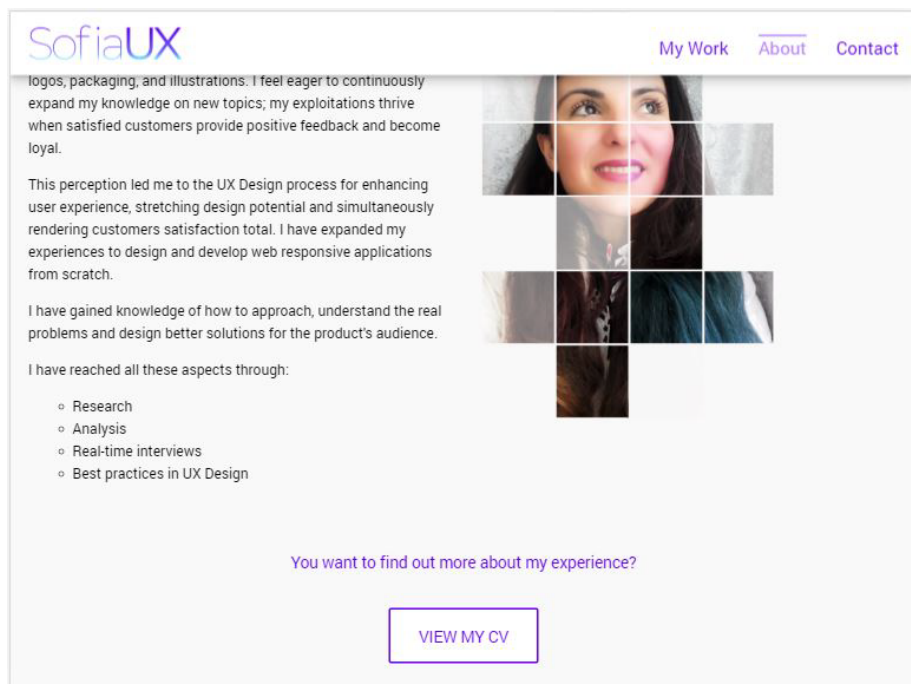 SofiaUX
My Work About Contact
logos, packaging, and illustrations. I feel eager to continuously
expand my knowledge on new topics; my exploitations thrive
when satisfied customers provide positive feedback and become
loyal.
This perception led me to the UX Design process for enhancing
user experience, stretching design potential and simultaneously
rendering customers satisfaction total. I have expanded my
experiences to design and develop web responsive applications
from scratch.
I have gained knowledge of how to approach, understand the real
problems and design better solutions for the product's audience.
I have reached all these aspects through:
Research
Analysis
Real-time interviews
Best practices in UX Design
You want to find out more about my experience?
VIEW MY CV